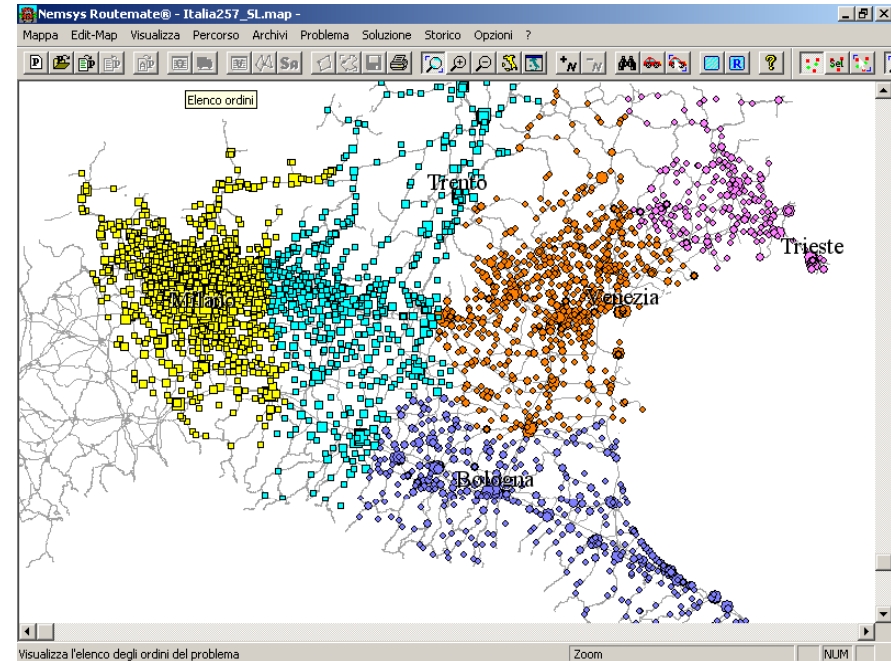 Nemsys Routemate® - Italia257_SL.map -
Mappa Edit-Map Visualizza Percorso Archivi Problema Soluzione Storico Opzioni ?
Elenco ordini
Trento
Trieste
Milano
Venezia
Bologna
Visualizza l'elenco degli ordini del problema Zoom NUM